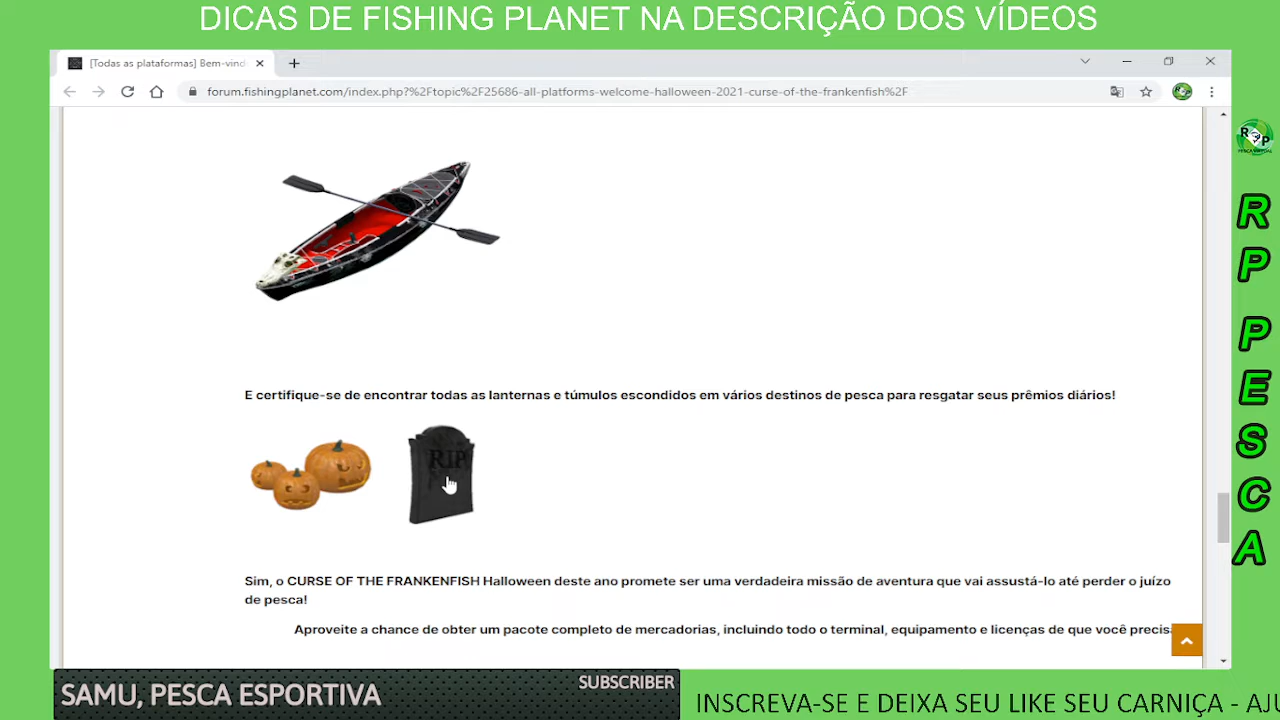 DICAS DE FISHING PLANET NA DESCRIÇÃO DOS VÍDEOS
[Todas as plataformas] Bem-vind
forum.fishingplanet.com/index.php?%2Ftopic%2F25686-all-platforms-welcome-halloween-2021-curse-of-the-frankenfish%2F
E certifique-se de encontrar todas as lanternas e túmulos escondidos em vários destinos de pesca para resgatar seus prêmios diários!
RIP
Sim, o CURSE OF THE FRANKENFISH Halloween deste ano promete ser uma verdadeira missão de aventura que vai assustá-lo até perder o juízo
de pesca!
Aproveite a chance de obter um pacote completo de mercadorias, incluindo todo o terminal, equipamento e licenças de que você precisa
RP
RP PESCA
SAMU, PESCA ESPORTIVA
SUBSCRIBER
INSCREVA-SE E DEIXA SEU LIKE SEU CARNIÇA - AJU